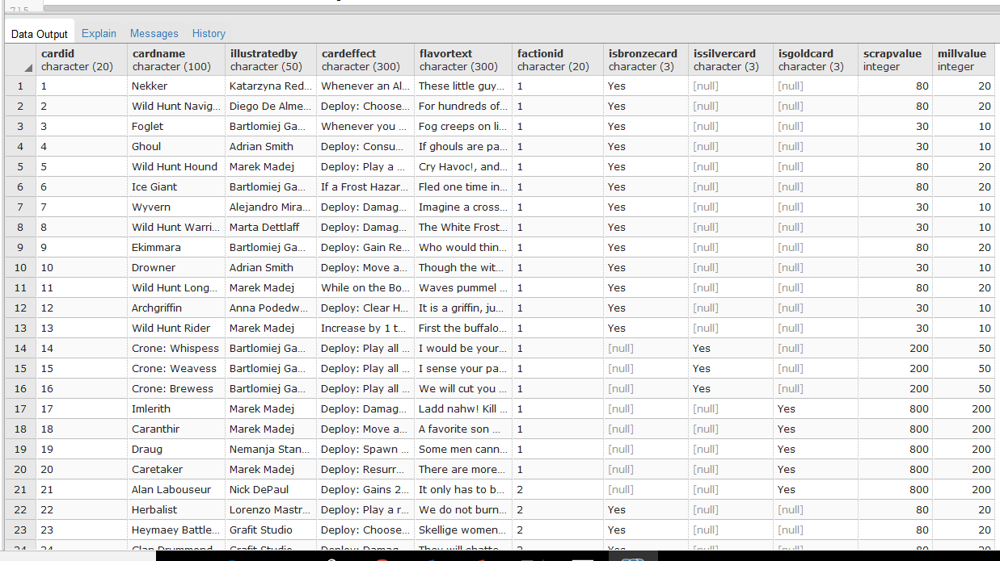 715
Data Output Explain Messages History
cardid cardname illustratedby cardeffect flavortext factionid isbronzecard issilvercard isgoldcard scrapvalue millvalue
character (20) character (100) character (50) character (300) character (300) character (20) character (3) character (3) character (3) integer integer
1 1 Nekker Katarzyna Red... Whenever an Al... These little guy... 1 Yes [null] [null] 80 20
2 2 Wild Hunt Navig... Diego De Alme... Deploy: Choose... For hundreds of... 1 Yes [null] [null] 80 20
3 3 Foglet Bartlomiej Ga... Whenever you ... Fog creeps on li... 1 Yes [null] [null] 30 10
4 4 Ghoul Adrian Smith Deploy: Consu... If ghouls are pa... 1 Yes [null] [null] 30 10
5 5 Wild Hunt Hound Marek Madej Deploy: Play a ... Cry Havoc!, and... 1 Yes [null] [null] 80 20
6 6 Ice Giant Bartlomiej Ga... If a Frost Hazar... Fled one time in... 1 Yes [null] [null] 80 20
7 7 Wyvern Alejandro Mira... Deploy: Damag... Imagine a cross... 1 Yes [null] [null] 30 10
8 8 Wild Hunt Warri... Marta Dettlaff Deploy: Damag... The White Frost... 1 Yes [null] [null] 30 10
9 9 Ekimmara Bartlomiej Ga... Deploy: Gain Re... Who would thin... 1 Yes [null] [null] 80 20
10 10 Drowner Adrian Smith Deploy: Move a... Though the wit... 1 Yes [null] [null] 30 10
11 11 Wild Hunt Long... Marek Madej While on the Bo... Waves pummel ... 1 Yes [null] [null] 80 20
12 12 Archgriffin Anna Podedw... Deploy: Clear H... It is a griffin, ju... 1 Yes [null] [null] 30 10
13 13 Wild Hunt Rider Marek Madej Increase by 1 t... First the buffalo... 1 Yes [null] [null] 30 10
14 14 Crone: Whispess Bartlomiej Ga... Deploy: Play all ... I would be your... 1 [null] Yes [null] 200 50
15 15 Crone: Weavess Bartlomiej Ga... Deploy: Play all ... I sense your pa... 1 [null] Yes [null] 200 50
16 16 Crone: Brewess Bartlomiej Ga... Deploy: Play all ... We will cut you ... 1 [null] Yes [null] 200 50
17 17 Imlerith Marek Madej Deploy: Damag... Ladd nahw! Kill ... 1 [null] [null] Yes 800 200
18 18 Caranthir Marek Madej Deploy: Move a... A favorite son ... 1 [null] [null] Yes 800 200
19 19 Draug Nemanja Stan... Deploy: Spawn ... Some men cann... 1 [null] [null] Yes 800 200
20 20 Caretaker Marek Madej Deploy: Resurr... There are more... 1 [null] [null] Yes 800 200
21 21 Alan Labouseur Nick DePaul Deploy: Gains 2... It only has to b... 2 [null] [null] Yes 800 200
22 22 Herbalist Lorenzo Mastr... Deploy: Play a r... We do not burn... 2 Yes [null] [null] 80 20
23 23 Heymaey Battle... Grafit Studio Deploy: Choose... Skellige women... 2 Yes [null] [null] 80 20
24 24 Clan Drummond Grafit Studio Deploy: Damag... They will shatte... 2 Yes [null] [null] 80 20